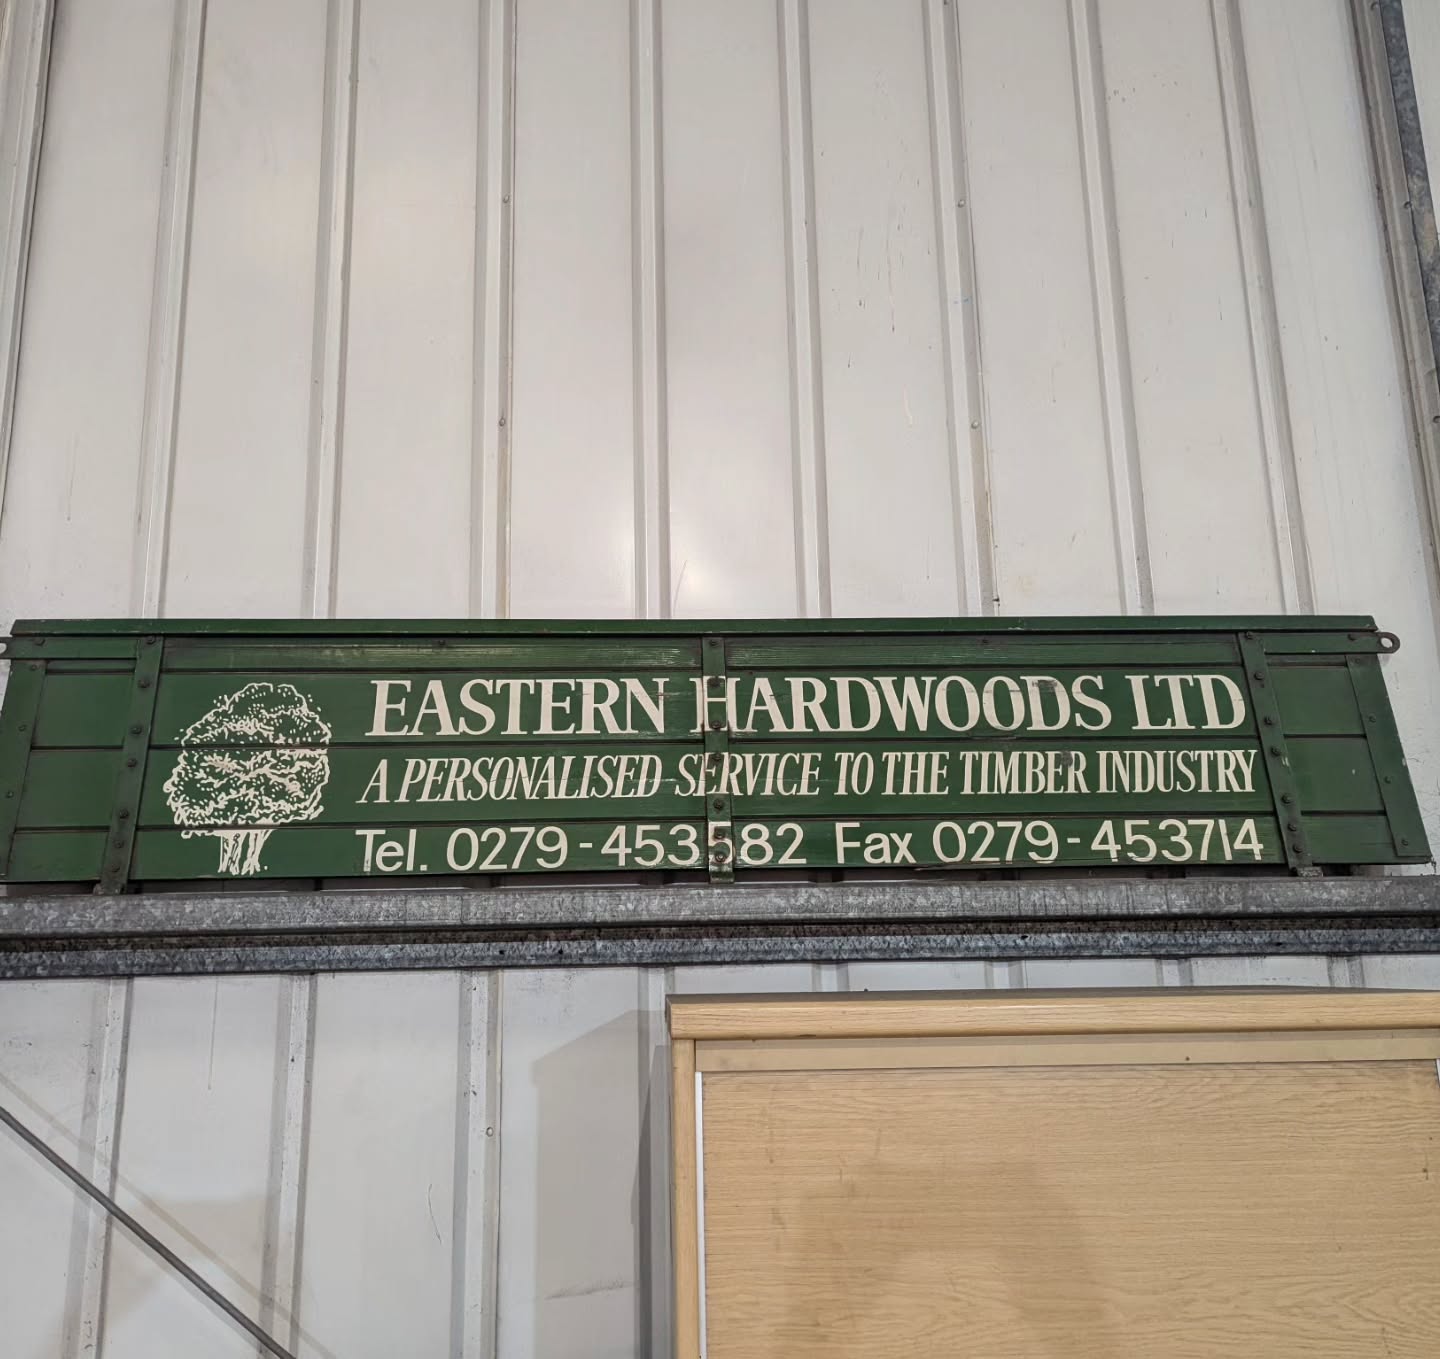 EASTERN HARDWOODS LTD
A PERSONALISED SERVICE TO THE TIMBER INDUSTRY
Tel. 0279-453582 Fax 0279-453714